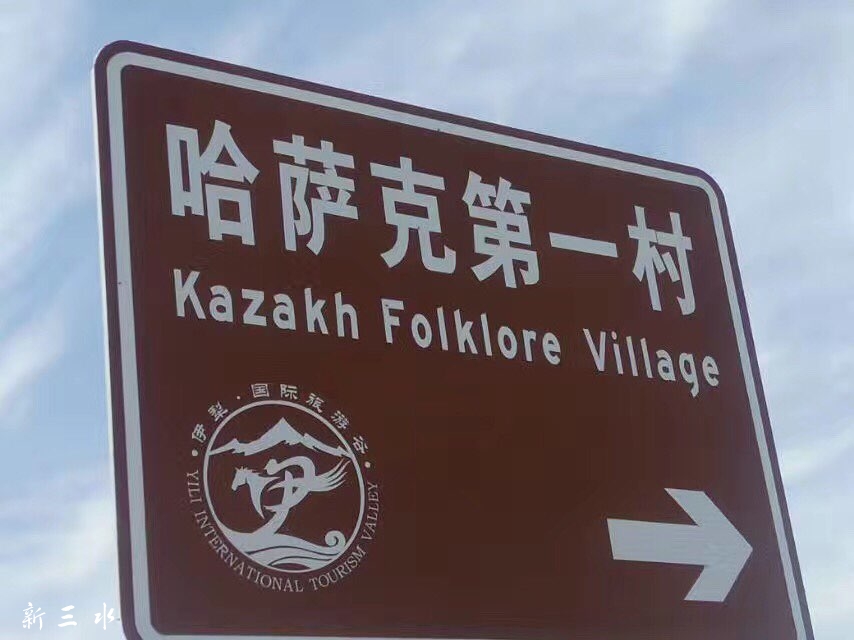 哈萨克第一村
Kazakh Folklore Village
伊犁·国际旅游谷
伊
YILI INTERNATIONAL TOURISM VALLEY
新三水